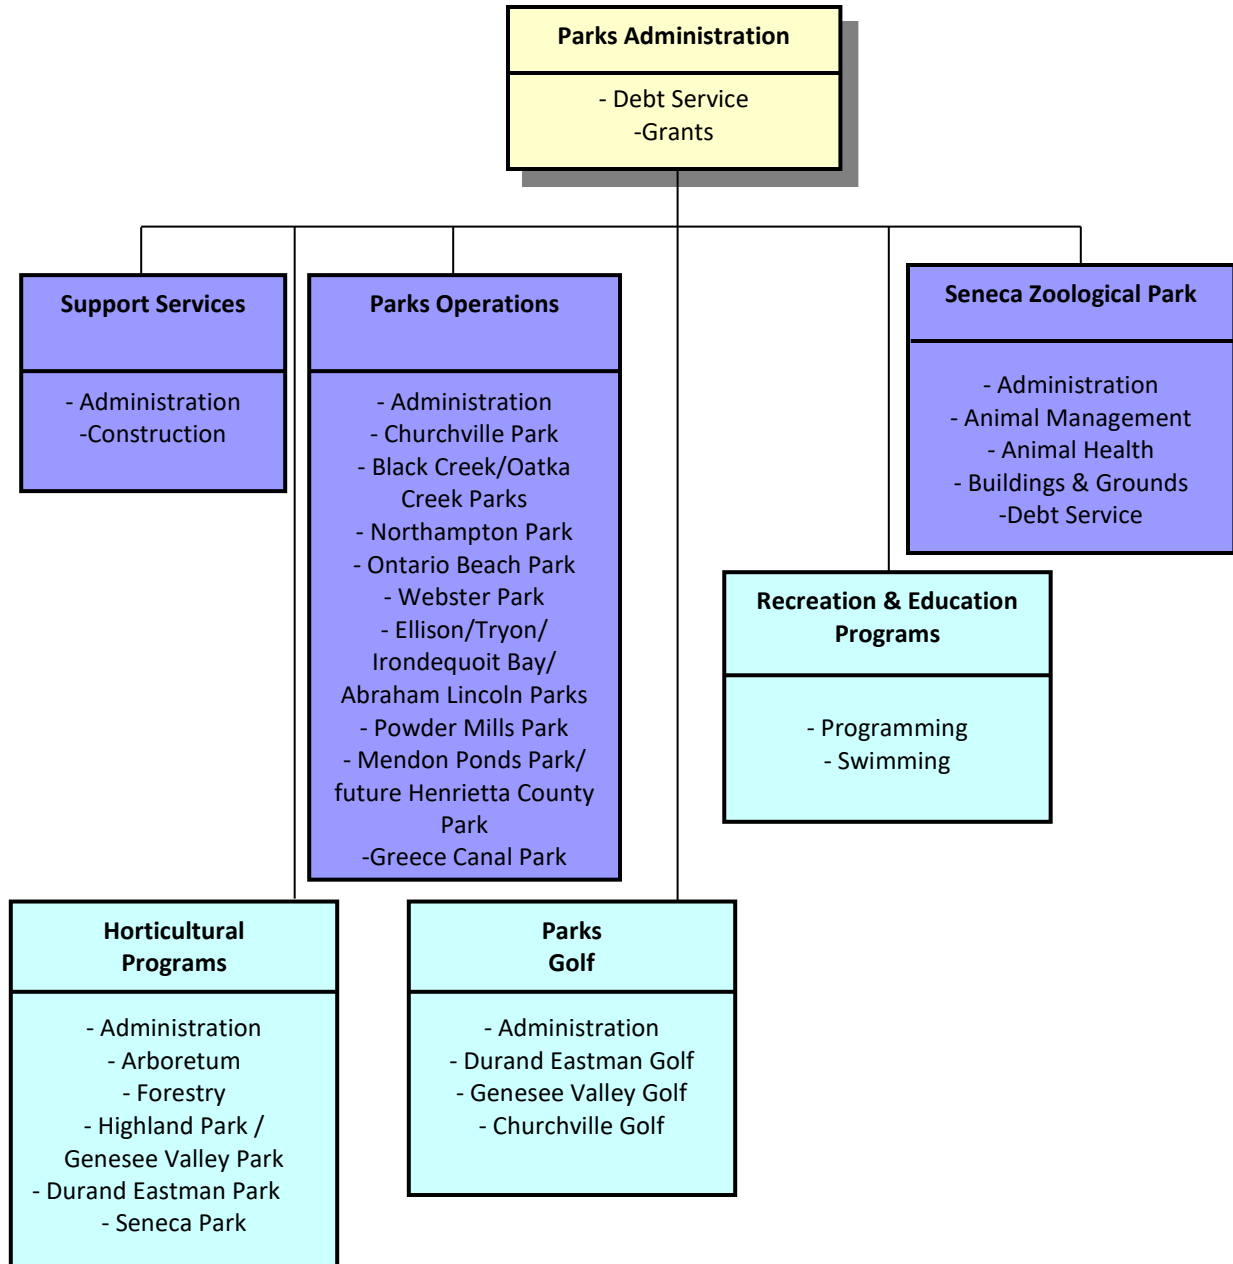 Parks Administration
- Debt Service
-Grants
Support Services
- Administration
-Construction
Parks Operations
- Administration
- Churchville Park
- Black Creek/Oatka
Creek Parks
- Northampton Park
- Ontario Beach Park
- Webster Park
- Ellison/Tryon/
Irondequoit Bay/
Abraham Lincoln Parks
- Powder Mills Park
- Mendon Ponds Park/
future Henrietta County
Park
-Greece Canal Park
Seneca Zoological Park
- Administration
- Animal Management
- Animal Health
- Buildings & Grounds
-Debt Service
Recreation & Education
Programs
- Programming
- Swimming
Horticultural
Programs
- Administration
- Arboretum
- Forestry
- Highland Park /
Genesee Valley Park
- Durand Eastman Park
- Seneca Park
Parks
Golf
- Administration
- Durand Eastman Golf
- Genesee Valley Golf
- Churchville Golf